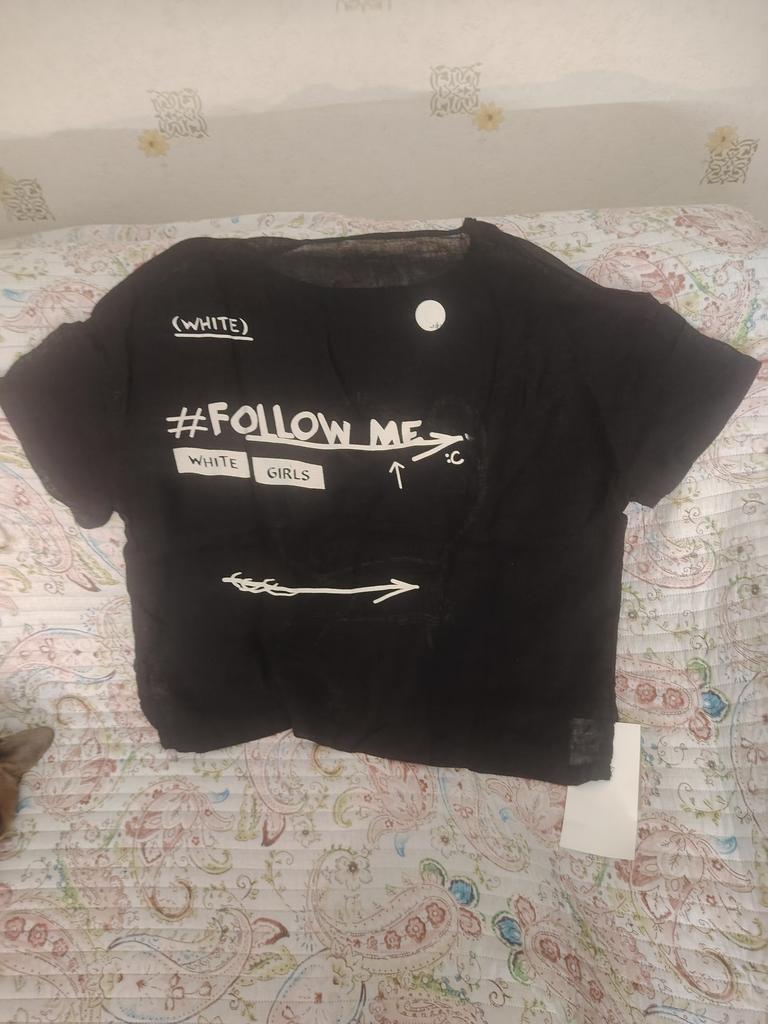 (WHITE)
#FOLLOW ME
:C
WHITE GIRLS